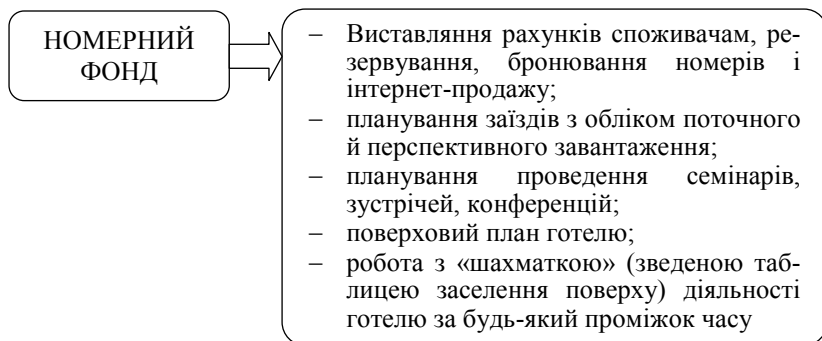 НОМЕРНИЙ
ФОНД
– Виставляння рахунків споживачам, ре-
зервування, бронювання номерів і
інтернет-продажу;
– планування заїздів з обліком поточного
й перспективного завантаження;
– планування проведення семінарів,
зустрічей, конференцій;
– поверховий план готелю;
– робота з «шахматкою» (зведеною таб-
лицею заселення поверху) діяльності
готелю за будь-який проміжок часу